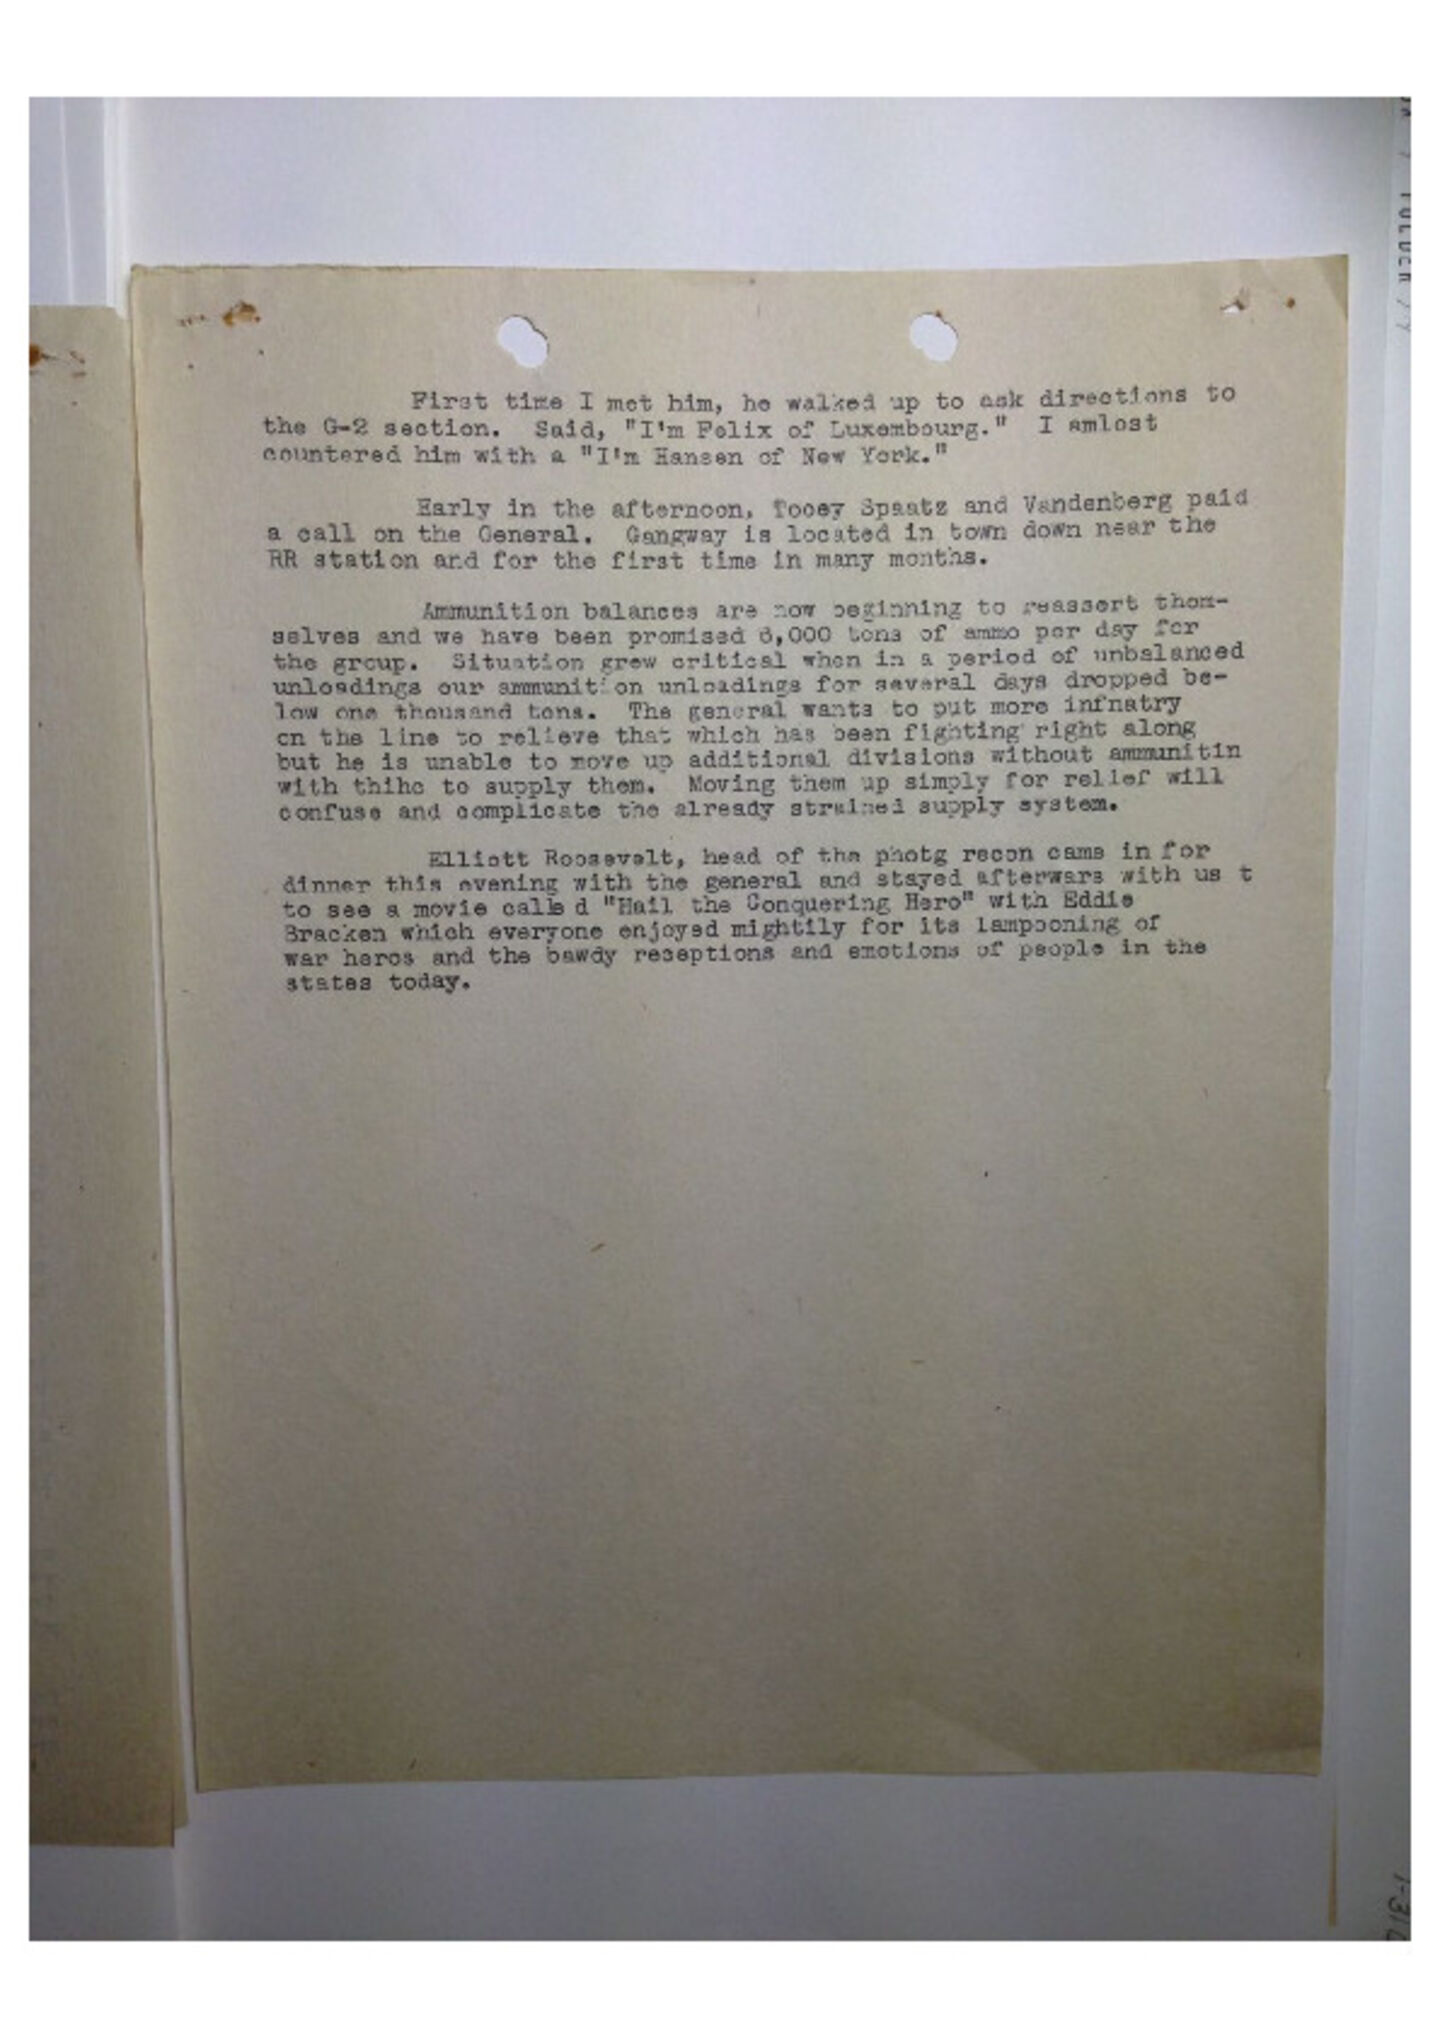 First time I met him, he walked up to ask directions to
the G-2 section. Said, "I'm Felix of Luxembourg." I amlost
countered him with a "I'm Hansen of New York."
Early in the afternoon, Tooey Spaatz and Vandenberg paid
a call on the General. Gangway is located in town down near the
RR station and for the first time in many months.
Ammunition balances are now beginning to reassert them-
selves and we have been promised 8,000 tons of ammo per day for
the group. Situation grew critical when in a period of unbalanced
unloadings our ammunition unloadings for several days dropped be-
low one thousand tons. The general wants to put more infnatry
on the line to relieve that which has been fighting right along
but he is unable to move up additional divisions without ammunitin
with thihc to supply them. Moving them up simply for relief will
confuse and complicate the already strained supply system.
Elliott Roosevelt, head of the photg recon came in for
dinner this evening with the general and stayed afterwars with us t
to see a movie calle d "Hail the Conquering Hero" with Eddie
Bracken which everyone enjoyed mightily for its lampooning of
war heros and the bawdy receptions and emotions of people in the
states today.